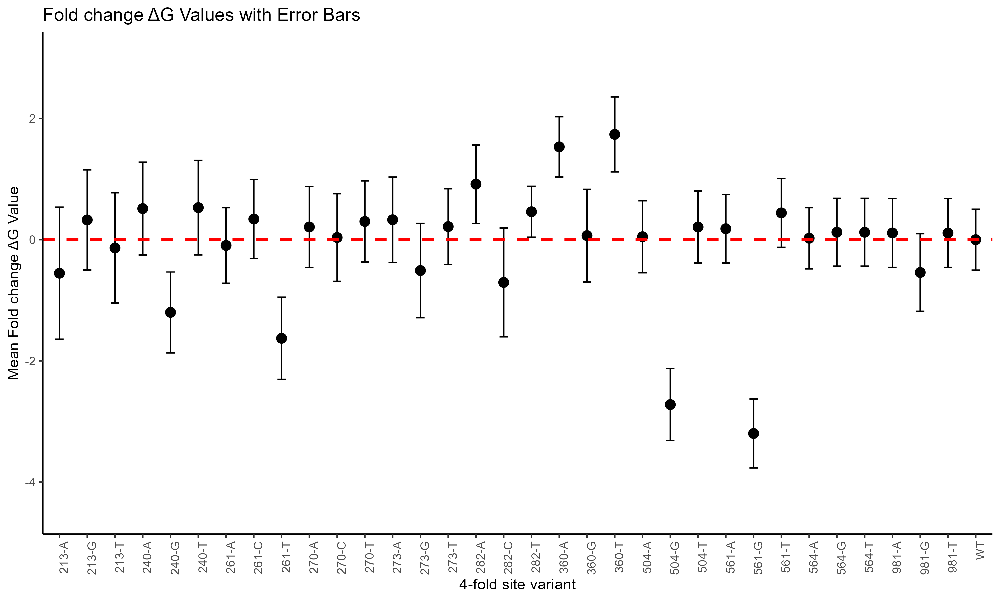 Fold change ΔG Values with Error Bars
Mean Fold change ΔG Value
2
0
-2
-4
213-A
213-G
213-T
240-A
240-G
240-T
261-A
261-C
261-T
270-A
270-C
270-T
273-A
273-G
273-T
282-A
282-C
282-T
360-A
360-G
360-T
504-A
504-G
504-T
561-A
561-G
561-T
564-A
564-G
564-T
981-A
981-G
981-T
WT
4-fold site variant